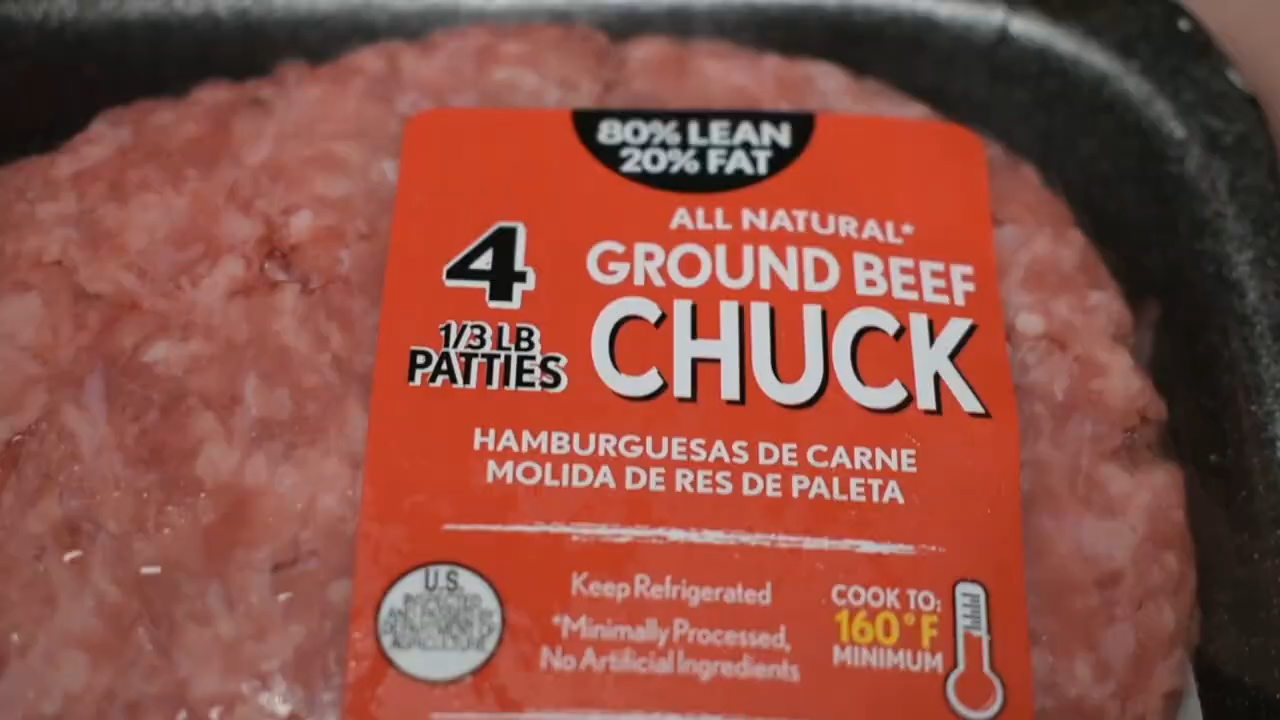 80% LEAN
20% FAT
ALL NATURAL*
GROUND BEEF
CHUCK
4
1/3 LB
PATTIES
HAMBURGUESAS DE CARNE
MOLIDA DE RES DE PALETA
U.S.
Keep Refrigerated
*Minimally Processed,
No Artificial Ingredients
COOK TO:
160°F
MINIMUM